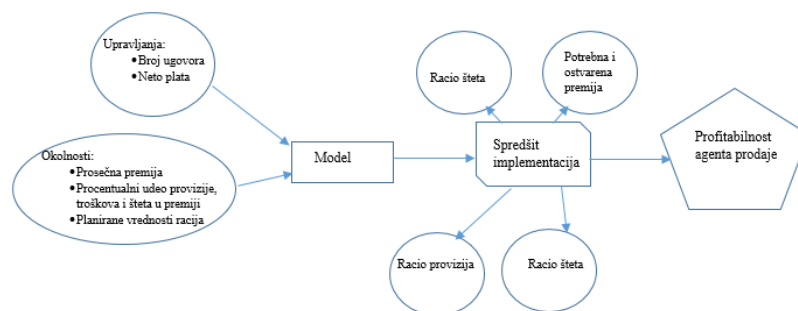 Upravljanja:
•Broj ugovora
•Neto plata
Okolnosti:
•Prosečna premija
•Procentualni udeo provizije,
troškova i šteta u premiji
•Planirane vrednosti racija
Model
Racio šteta
Potrebna i
ostvarena
premija
Spredšit
implementacija
Racio provizija
Racio šteta
Profitabilnost
agenta prodaje